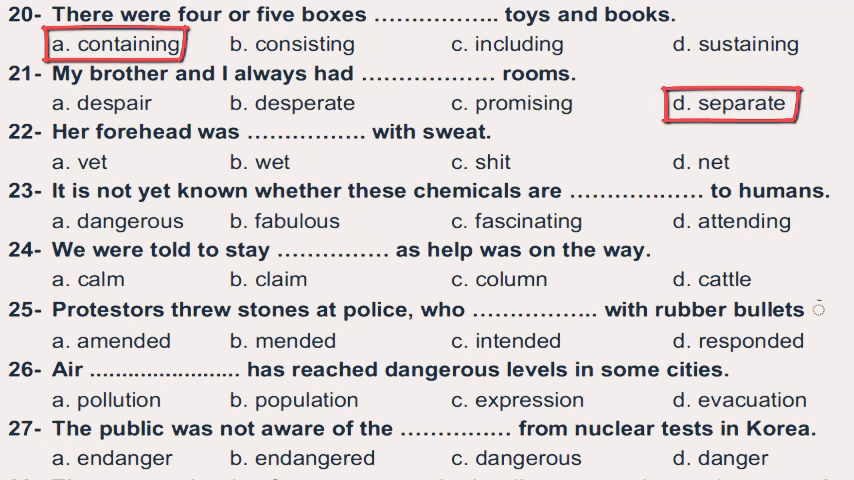 20- There were four or five boxes …………….. toys and books.
a. containing b. consisting c. including d. sustaining
21- My brother and I always had ……………… rooms.
a. despair b. desperate c. promising d. separate
22- Her forehead was ……………. with sweat.
a. vet b. wet c. shit d. net
23- It is not yet known whether these chemicals are ……………… to humans.
a. dangerous b. fabulous c. fascinating d. attending
24- We were told to stay …………… as help was on the way.
a. calm b. claim c. column d. cattle
25- Protestors threw stones at police, who …………….. with rubber bullets
a. amended b. mended c. intended d. responded
26- Air ....................... has reached dangerous levels in some cities.
a. pollution b. population c. expression d. evacuation
27- The public was not aware of the …………… from nuclear tests in Korea.
a. endanger b. endangered c. dangerous d. danger